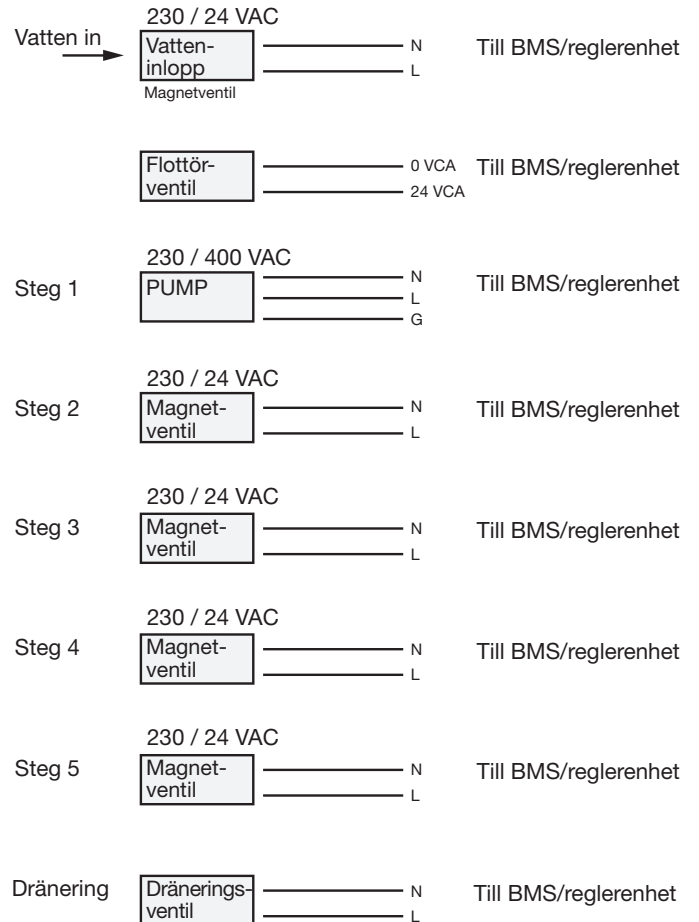 230 / 24 VAC
Vatten in
Vatten-
inlopp
N
L
Till BMS/reglerenhet
Magnetventil
Flottör-
ventil
0 VCA
24 VCA
Till BMS/reglerenhet
230 / 400 VAC
Steg 1
PUMP
N
L
G
Till BMS/reglerenhet
230 / 24 VAC
Steg 2
Magnet-
ventil
N
L
Till BMS/reglerenhet
230 / 24 VAC
Steg 3
Magnet-
ventil
N
L
Till BMS/reglerenhet
230 / 24 VAC
Steg 4
Magnet-
ventil
N
L
Till BMS/reglerenhet
230 / 24 VAC
Steg 5
Magnet-
ventil
N
L
Till BMS/reglerenhet
Dränering
Dränerings-
ventil
N
L
Till BMS/reglerenhet